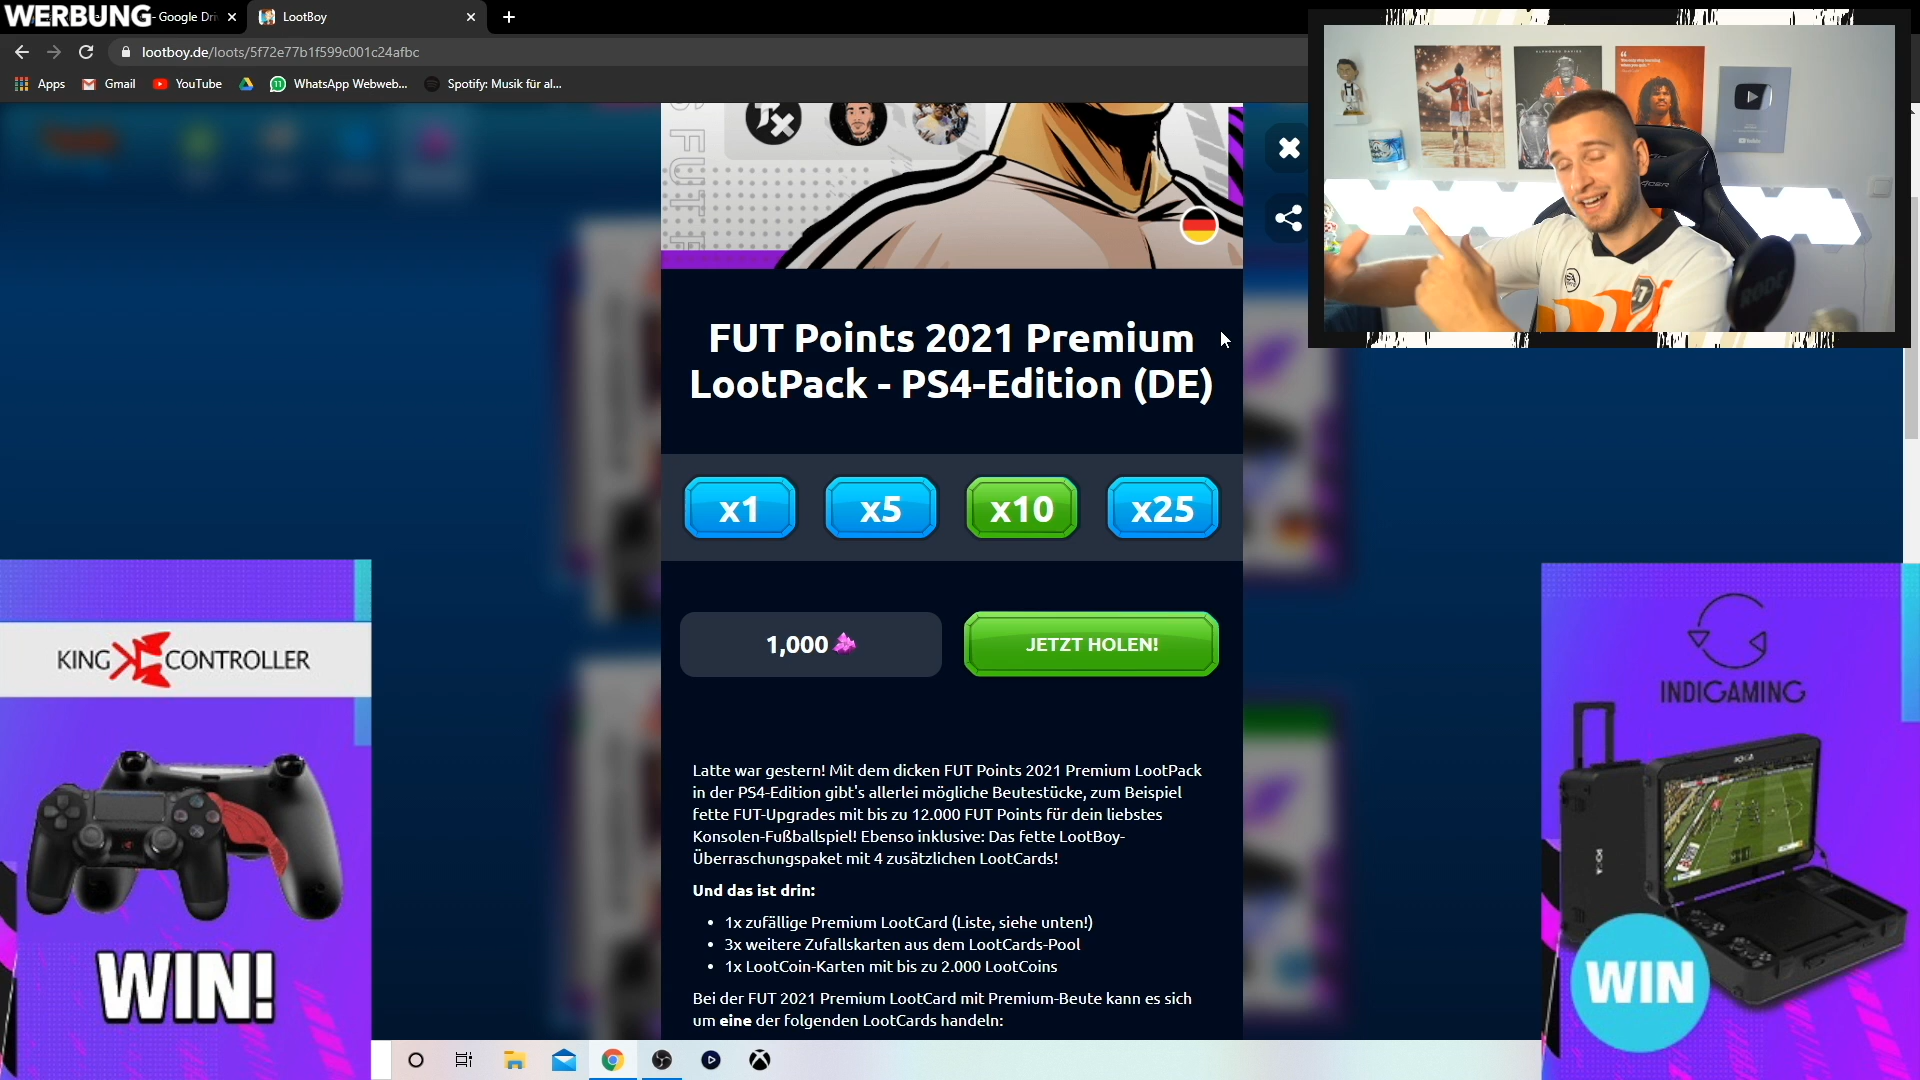 WERBUNG
- Google Dri
LootBoy
lootboy.de/loots/5f72e77b1f599c001c24afbc
Apps
Gmail
YouTube
WhatsApp Webweb...
Spotify: Musik für al...
FUT
FUT Points 2021 Premium
LootPack - PS4-Edition (DE)
x1
x5
x10
x25
1,000
JETZT HOLEN!
Latte war gestern! Mit dem dicken FUT Points 2021 Premium LootPack
in der PS4-Edition gibt's allerlei mögliche Beutestücke, zum Beispiel
fette FUT-Upgrades mit bis zu 12.000 FUT Points für dein liebstes
Konsolen-Fußballspiel! Ebenso inklusive: Das fette LootBoy-
Überraschungspaket mit 4 zusätzlichen LootCards!
Und das ist drin:
• 1x zufällige Premium LootCard (Liste, siehe unten!)
• 3x weitere Zufallskarten aus dem LootCards-Pool
• 1x LootCoin-Karten mit bis zu 2.000 LootCoins
Bei der FUT 2021 Premium LootCard mit Premium-Beute kann es sich
um eine der folgenden LootCards handeln:
KING CONTROLLER
WIN!
INDIGAMING
WIN
RØDE